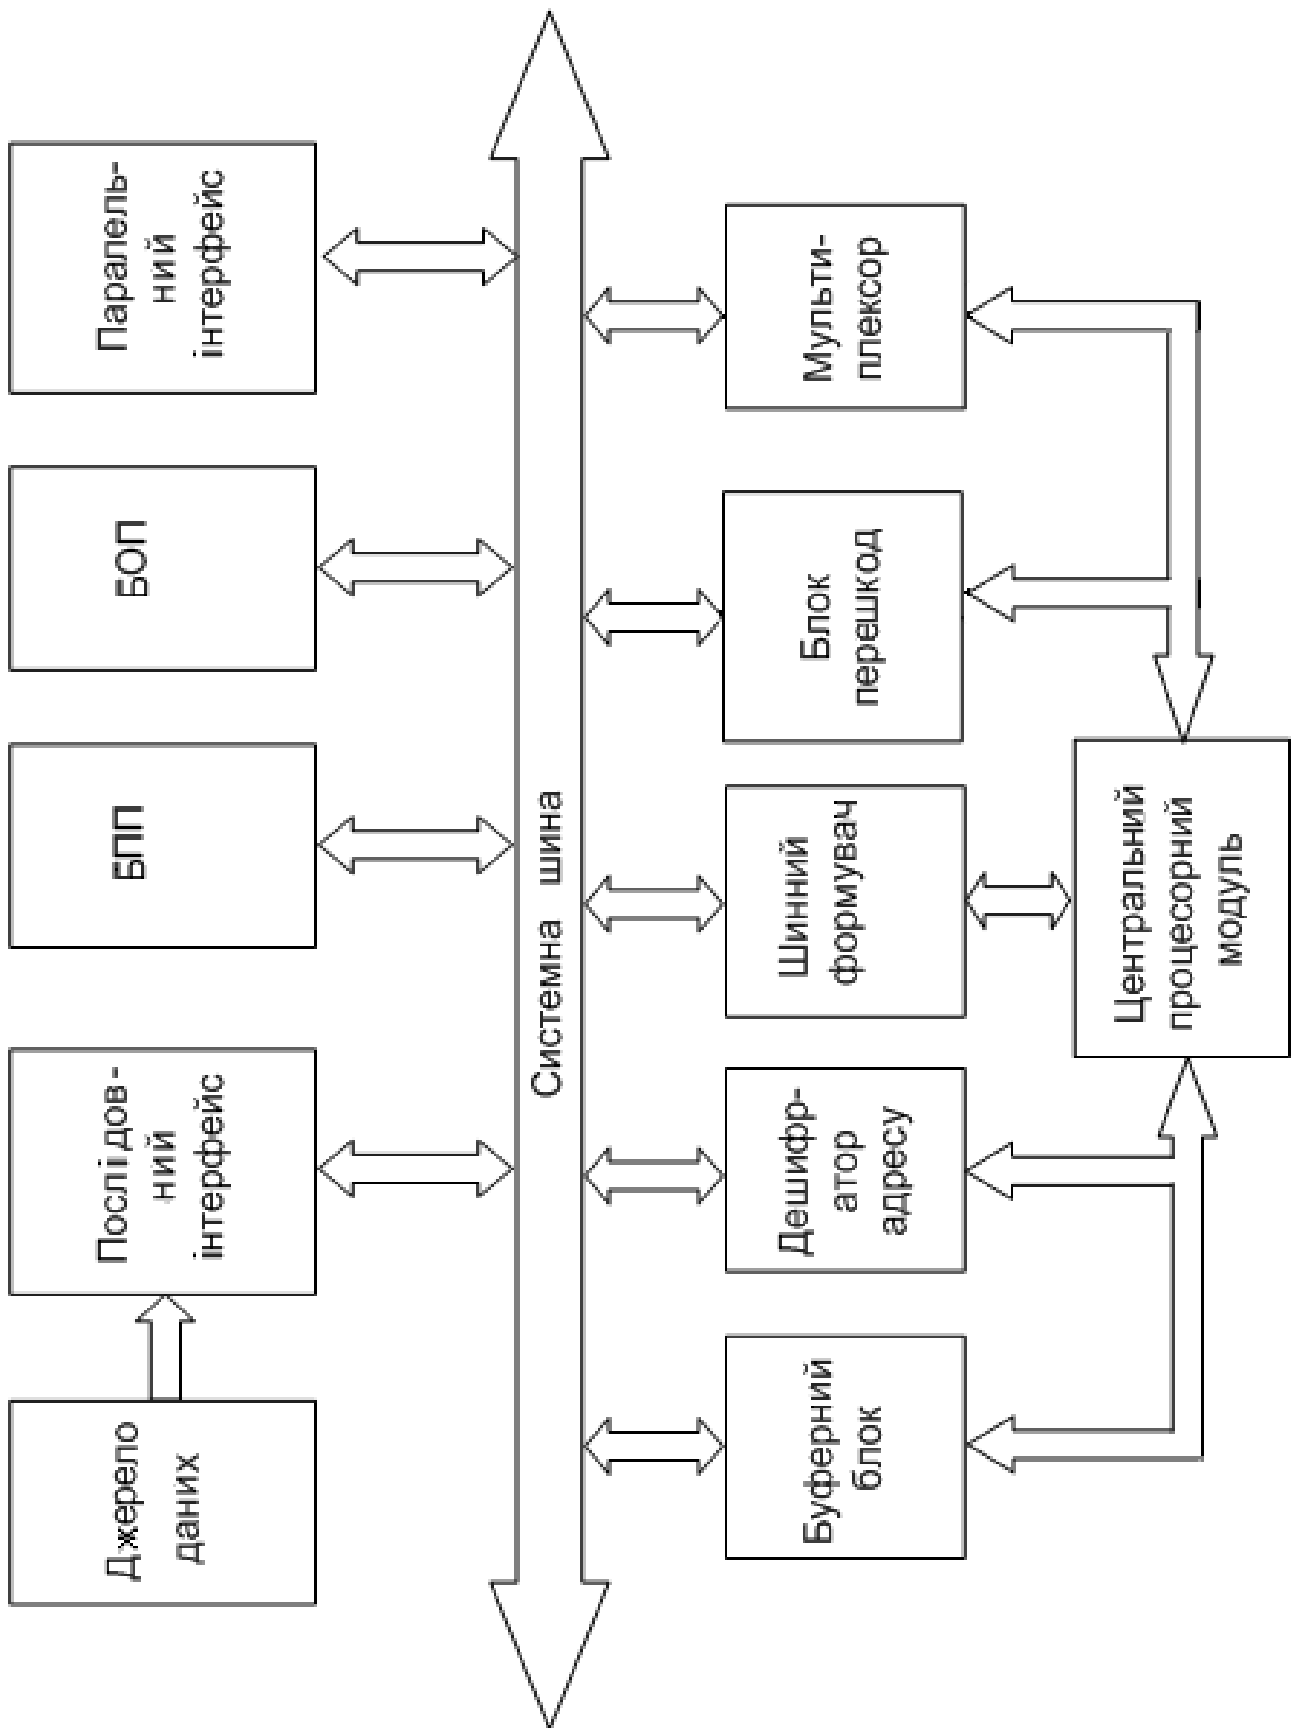 Джерело
даних
Послідов-
ний
інтерфейс
БПП
БОП
Паралель-
ний
інтерфейс
Системна шина
Буферний
блок
Дешифр-
атор
адресу
Шинний
формувач
Блок
перешкод
Мульти-
плексор
Центральний
процесорний
модуль